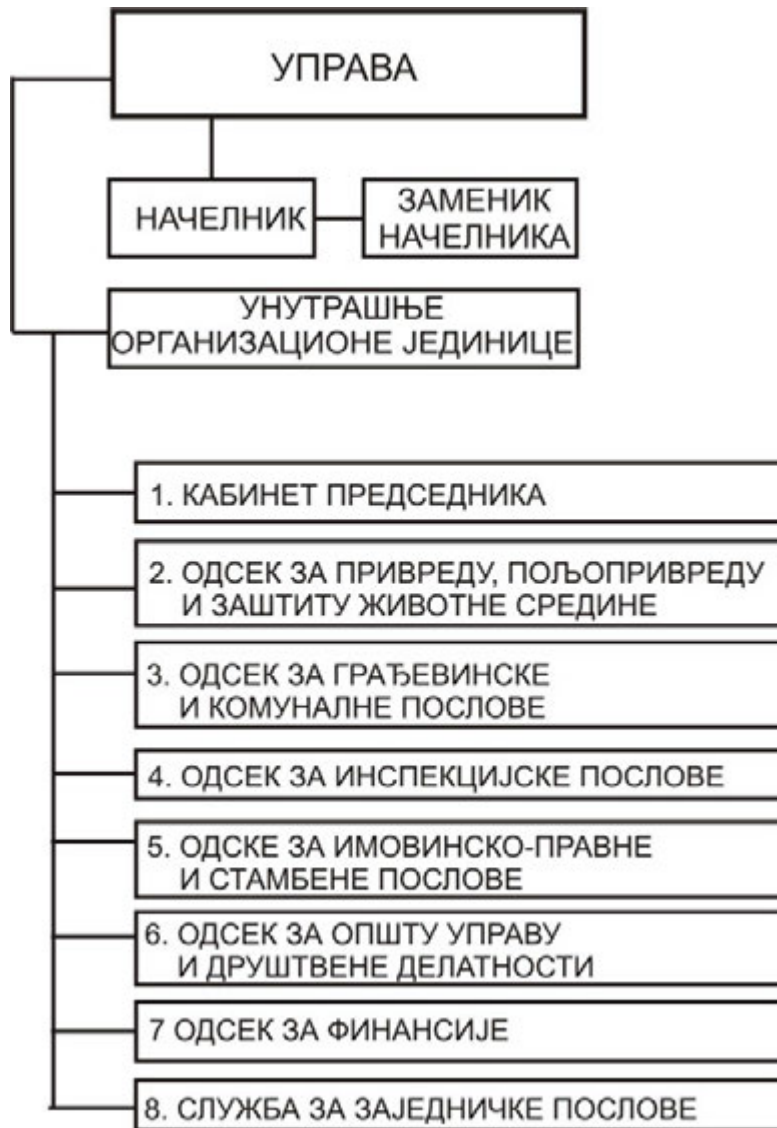 УПРАВА
НАЧЕЛНИК
ЗАМЕНИК
НАЧЕЛНИКА
УНУТРАШЊЕ
ОРГАНИЗАЦИОНЕ ЈЕДИНИЦЕ
1. КАБИНЕТ ПРЕДСЕДНИКА
2. ОДСЕК ЗА ПРИВРЕДУ, ПОЉОПРИВРЕДУ
И ЗАШТИТУ ЖИВОТНЕ СРЕДИНЕ
3. ОДСЕК ЗА ГРАЂЕВИНСКЕ
И КОМУНАЛНЕ ПОСЛОВЕ
4. ОДСЕК ЗА ИНСПЕКЦИЈСКЕ ПОСЛОВЕ
5. ОДСКЕ ЗА ИМОВИНСКО-ПРАВНЕ
И СТАМБЕНЕ ПОСЛОВЕ
6. ОДСЕК ЗА ОПШТУ УПРАВУ
И ДРУШТВЕНЕ ДЕЛАТНОСТИ
7 ОДСЕК ЗА ФИНАНСИЈЕ
8. СЛУЖБА ЗА ЗАЈЕДНИЧКЕ ПОСЛОВЕ